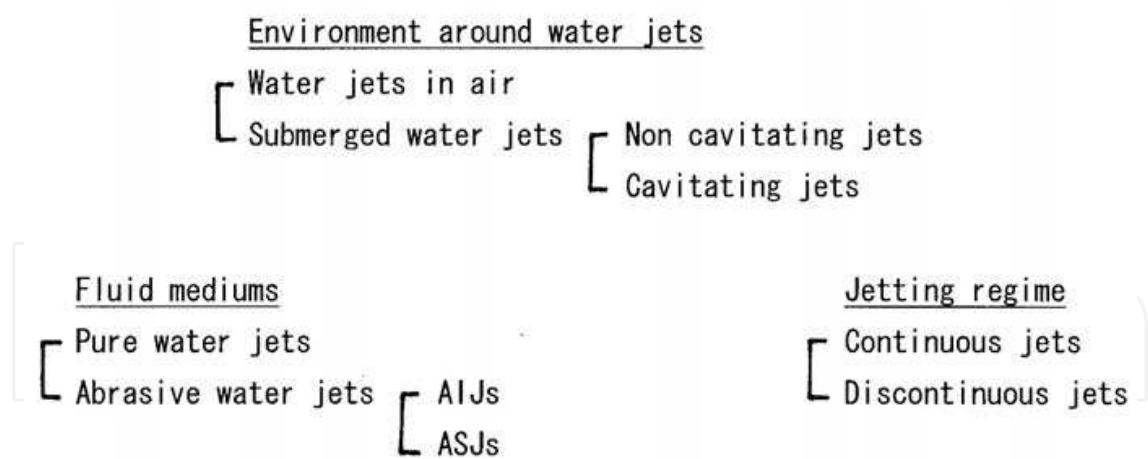 Environment around water jets
Water jets in air
Submerged water jets
Non cavitating jets
Cavitating jets
Fluid mediums
Pure water jets
Abrasive water jets
AIJs
ASJs
Jetting regime
Continuous jets
Discontinuous jets